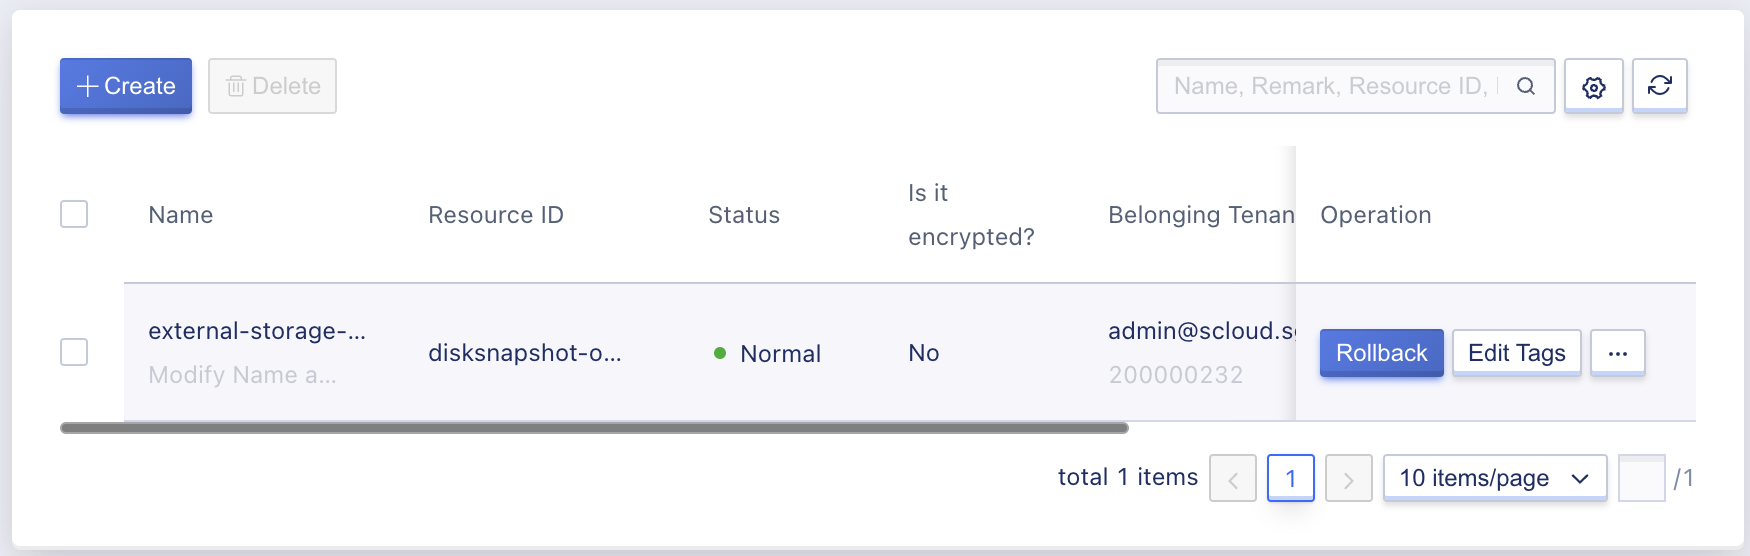 Create
Delete
Name, Remark, Resource ID,
Name
Resource ID
Status
Is it
encrypted?
Belonging Tenan
Operation
external-storage-...
Modify Name a...
disksnapshot-o...
Normal
No
admin@scloud.sg
200000232
Rollback
Edit Tags
...
total 1 items
1
10 items/page
/1